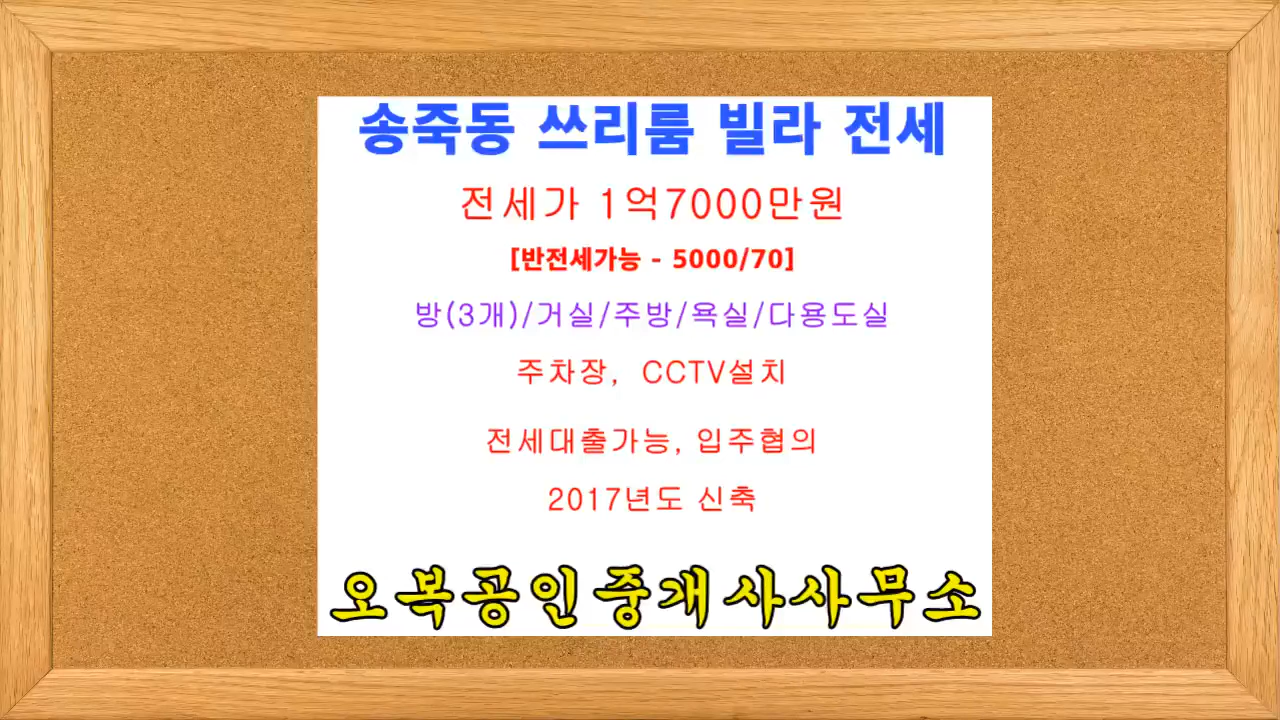 송죽동 쓰리룸 빌라 전세
전세가 1억7000만원
[반전세가능 - 5000/70]
방(3개)/거실/주방/욕실/다용도실
주차장, CCTV설치
전세대출가능, 입주협의
2017년도 신축
오복공인중개사사무소